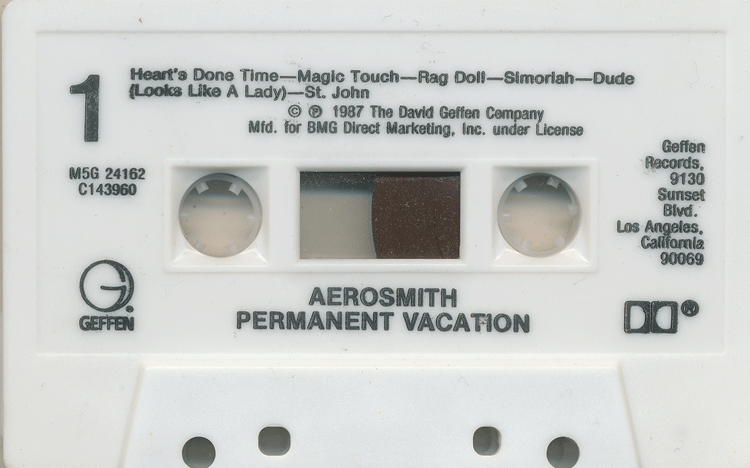 1
Heart's Done Time—Magic Touch—Rag Doll—Simoriah—Dude
(Looks Like A Lady)—St. John
© ℗ 1987 The David Geffen Company
Mfd. for BMG Direct Marketing, Inc. under License
M5G 24162
C143960
Geffen
Records,
9130
Sunset
Blvd.
Los Angeles,
California
90069
G
GEFFEN
AEROSMITH
PERMANENT VACATION
®